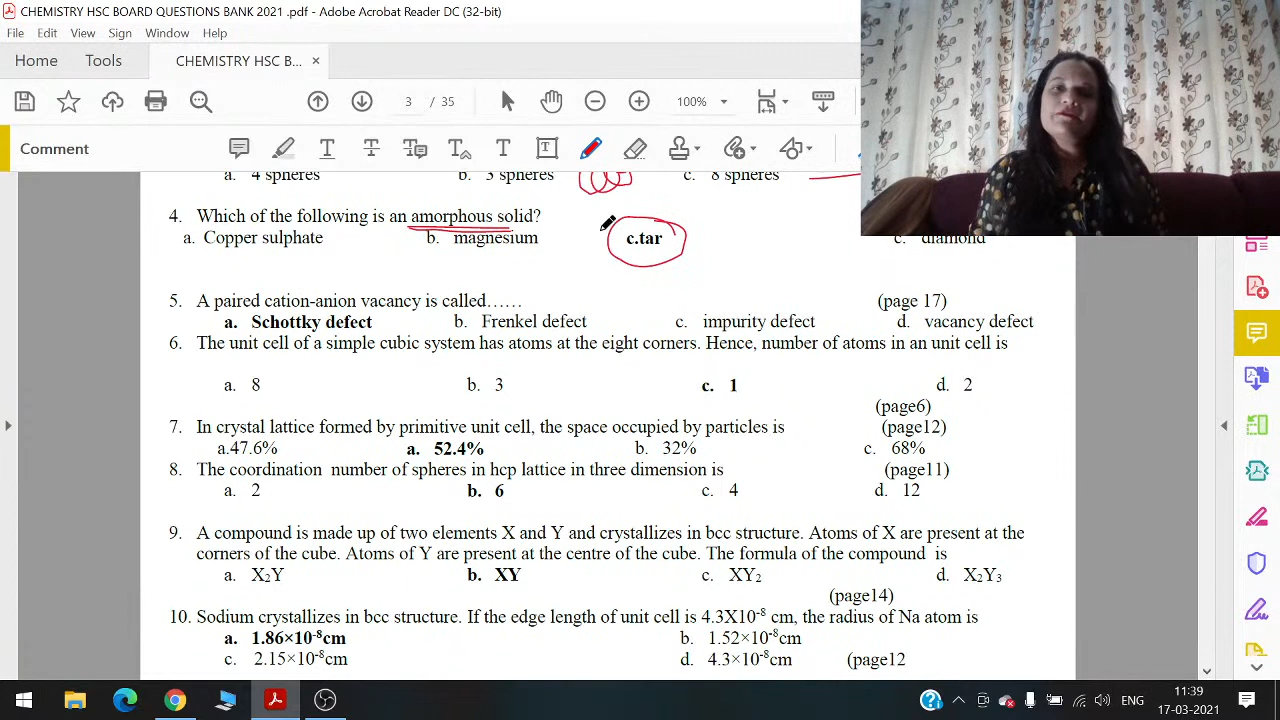 CHEMISTRY HSC BOARD QUESTIONS BANK 2021 .pdf - Adobe Acrobat Reader DC (32-bit)
File Edit View Sign Window Help
Home Tools CHEMISTRY HSC B... ×
3 / 35 100%
Comment
a. 4 spheres b. 3 spheres c. 8 spheres
4. Which of the following is an amorphous solid?
a. Copper sulphate b. magnesium c.tar c. diamond
5. A paired cation-anion vacancy is called…… (page 17)
a. Schottky defect b. Frenkel defect c. impurity defect d. vacancy defect
6. The unit cell of a simple cubic system has atoms at the eight corners. Hence, number of atoms in an unit cell is
a. 8 b. 3 c. 1 d. 2
(page6)
7. In crystal lattice formed by primitive unit cell, the space occupied by particles is (page12)
a.47.6% a. 52.4% b. 32% c. 68%
8. The coordination number of spheres in hcp lattice in three dimension is (page11)
a. 2 b. 6 c. 4 d. 12
9. A compound is made up of two elements X and Y and crystallizes in bcc structure. Atoms of X are present at the
corners of the cube. Atoms of Y are present at the centre of the cube. The formula of the compound is
a. X₂Y b. XY c. XY₂ d. X₂Y₃
(page14)
10. Sodium crystallizes in bcc structure. If the edge length of unit cell is 4.3X10⁻⁸ cm, the radius of Na atom is
a. 1.86×10⁻⁸cm b. 1.52×10⁻⁸cm
c. 2.15×10⁻⁸cm d. 4.3×10⁻⁸cm (page12
ENG 11:39
17-03-2021